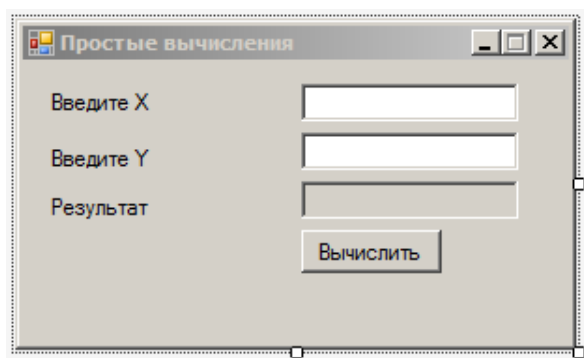 Простые вычисления
Введите X
Введите Y
Результат
Вычислить